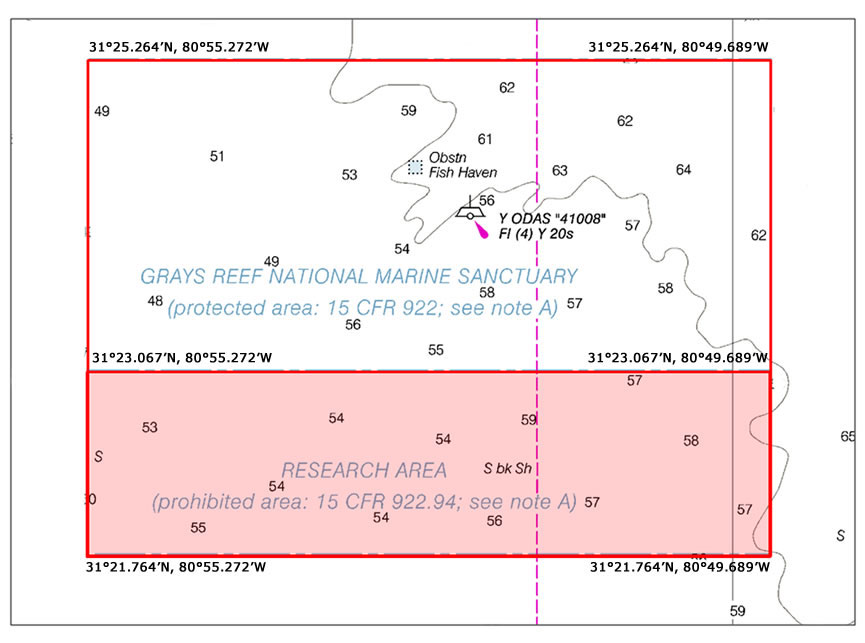 31°25.264'N, 80°55.272'W
31°25.264'N, 80°49.689'W
62
49
59
62
61
51
Obstn
Fish Haven
53
63
64
56
Y ODAS "41008"
Fl (4) Y 20s
57
62
54
49
GRAYS REEF NATIONAL MARINE SANCTUARY
58
58
48
(protected area: 15 CFR 922; see note A)
57
56
55
31°23.067'N, 80°55.272'W
31°23.067'N, 80°49.689'W
57
54
59
53
54
58
65
S
S bk Sh
RESEARCH AREA
54
(prohibited area: 15 CFR 922.94; see note A)
57
57
54
56
55
S
31°21.764'N, 80°55.272'W
31°21.764'N, 80°49.689'W
59